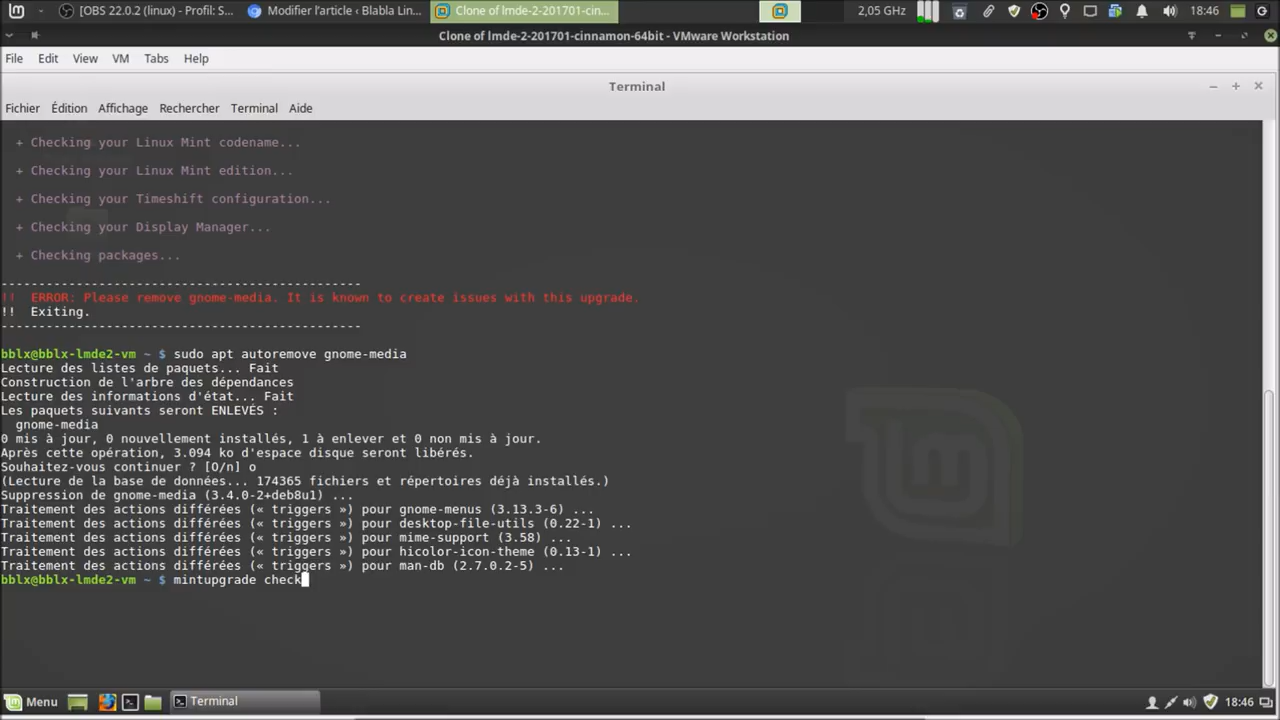 [OBS 22.0.2 (linux) - Profil: S...
Modifier l'article ‹ Blabla Lin...
Clone of lmde-2-201701-cin...
2,05 GHz
18:46
Clone of lmde-2-201701-cinnamon-64bit - VMware Workstation
File Edit View VM Tabs Help
Terminal
Fichier Édition Affichage Rechercher Terminal Aide
+ Checking your Linux Mint codename...
+ Checking your Linux Mint edition...
+ Checking your Timeshift configuration...
+ Checking your Display Manager...
+ Checking packages...
------------------------------------------------
!! ERROR: Please remove gnome-media. It is known to create issues with this upgrade.
!! Exiting.
------------------------------------------------
bblx@bblx-lmde2-vm ~ $ sudo apt autoremove gnome-media
Lecture des listes de paquets... Fait
Construction de l'arbre des dépendances
Lecture des informations d'état... Fait
Les paquets suivants seront ENLEVÉS :
gnome-media
0 mis à jour, 0 nouvellement installés, 1 à enlever et 0 non mis à jour.
Après cette opération, 3.094 ko d'espace disque seront libérés.
Souhaitez-vous continuer ? [O/n] o
(Lecture de la base de données... 174365 fichiers et répertoires déjà installés.)
Suppression de gnome-media (3.4.0-2+deb8u1) ...
Traitement des actions différées (« triggers ») pour gnome-menus (3.13.3-6) ...
Traitement des actions différées (« triggers ») pour desktop-file-utils (0.22-1) ...
Traitement des actions différées (« triggers ») pour mime-support (3.58) ...
Traitement des actions différées (« triggers ») pour hicolor-icon-theme (0.13-1) ...
Traitement des actions différées (« triggers ») pour man-db (2.7.0.2-5) ...
bblx@bblx-lmde2-vm ~ $ mintupgrade check
Menu
Terminal
18:46